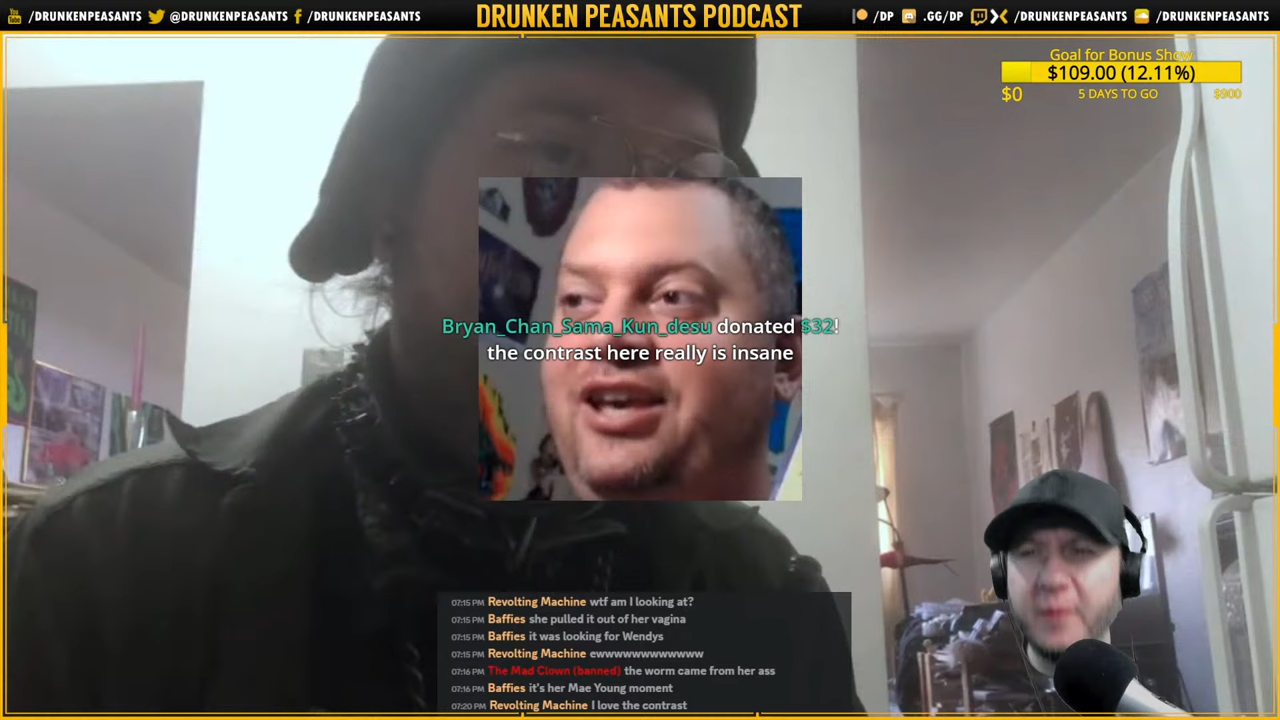 You Tube /DRUNKENPEASANTS @DRUNKENPEASANTS f /DRUNKENPEASANTS DRUNKEN PEASANTS PODCAST /DP .GG/DP /DRUNKENPEASANTS /DRUNKENPEASANTS
Goal for Bonus Show
$109.00 (12.11%)
$0 5 DAYS TO GO $900
Bryan_Chan_Sama_Kun_desu donated $32!
the contrast here really is insane
07:15 PM Revolting Machine wtf am I looking at?
07:15 PM Baffies she pulled it out of her vagina
07:15 PM Baffies it was looking for Wendys
07:15 PM Revolting Machine ewwwwwwwwwwwww
07:16 PM The Mad Clown (banned) the worm came from her ass
07:16 PM Baffies it's her Mae Young moment
07:20 PM Revolting Machine I love the contrast